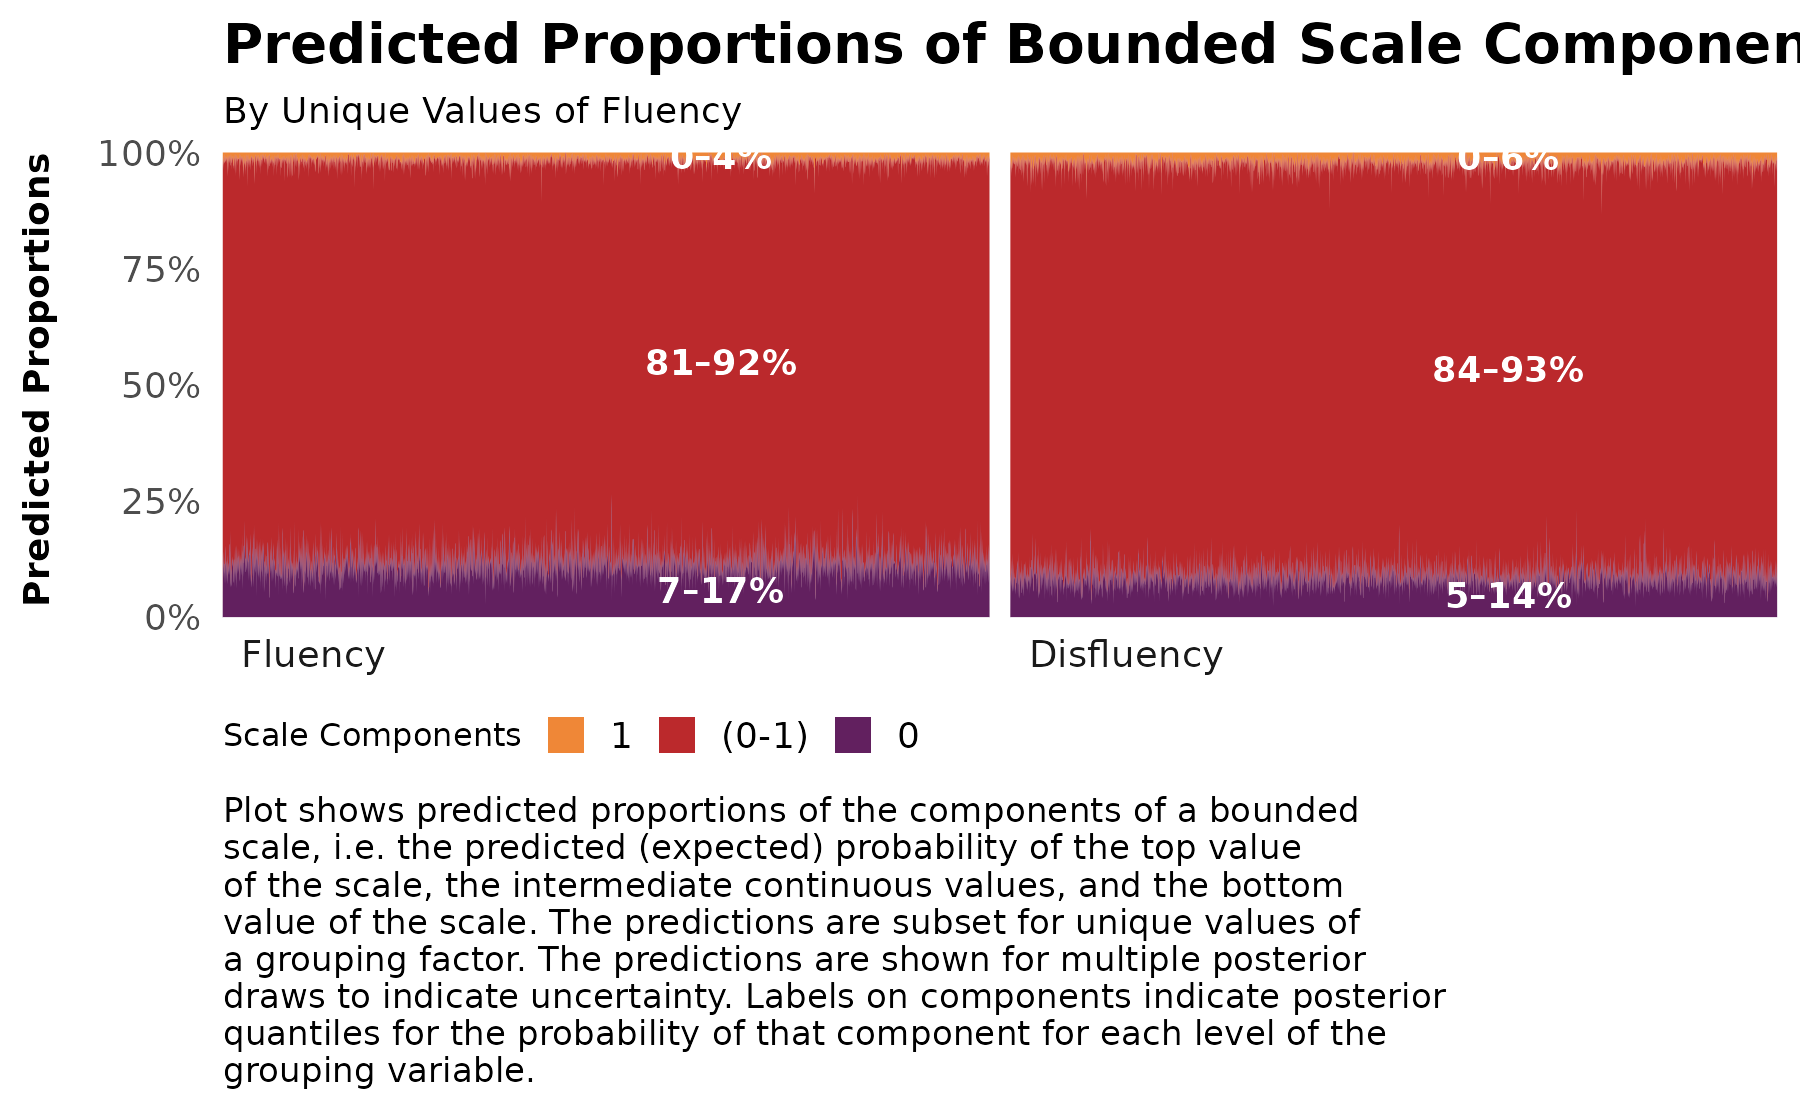 Predicted Proportions of Bounded Scale Componen
By Unique Values of Fluency
Predicted Proportions
100%
75%
50%
25%
0%
0–4%
81–92%
7–17%
0–6%
84–93%
5–14%
Fluency
Disfluency
Scale Components 1 (0-1) 0
Plot shows predicted proportions of the components of a bounded
scale, i.e. the predicted (expected) probability of the top value
of the scale, the intermediate continuous values, and the bottom
value of the scale. The predictions are subset for unique values of
a grouping factor. The predictions are shown for multiple posterior
draws to indicate uncertainty. Labels on components indicate posterior
quantiles for the probability of that component for each level of the
grouping variable.